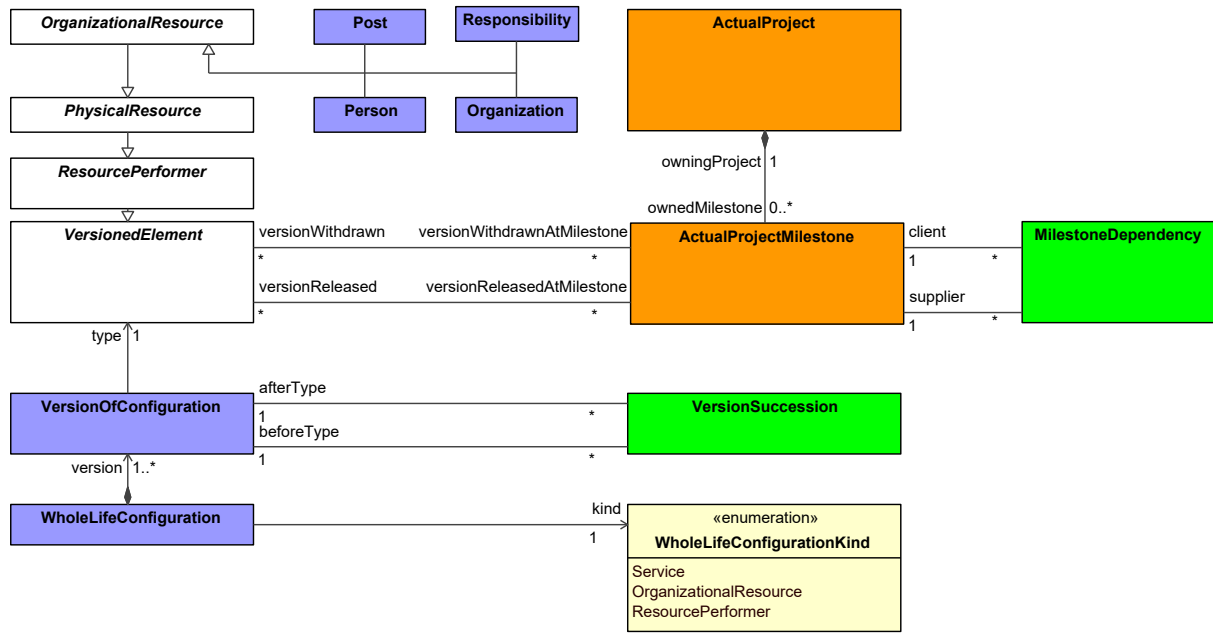 OrganizationalResource
Post
Responsibility
ActualProject
PhysicalResource
Person
Organization
ResourcePerformer
owningProject
1
ownedMilestone
0..*
VersionedElement
versionWithdrawn
versionWithdrawnAtMilestone
*
*
ActualProjectMilestone
client
1
*
MilestoneDependency
versionReleased
versionReleasedAtMilestone
*
*
supplier
1
*
type
1
VersionOfConfiguration
afterType
1
*
VersionSuccession
beforeType
1
*
version
1..*
WholeLifeConfiguration
kind
1
«enumeration»
WholeLifeConfigurationKind
Service
OrganizationalResource
ResourcePerformer